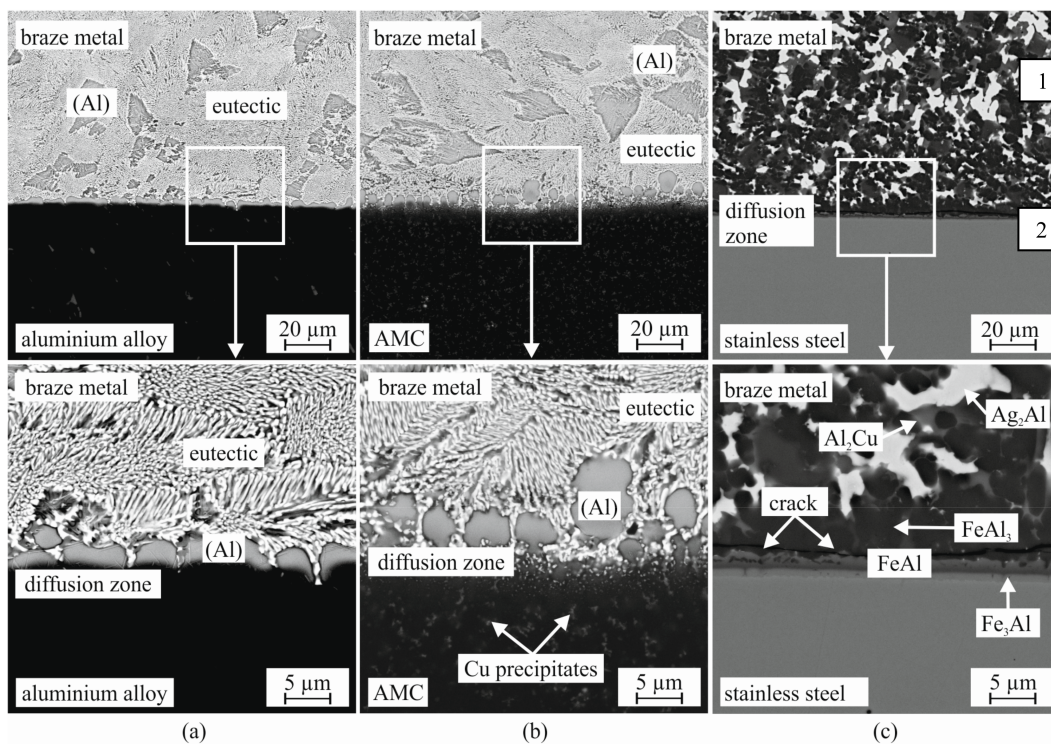 braze metal
(Al)
eutectic
aluminium alloy
20 µm
braze metal
(Al)
eutectic
AMC
20 µm
braze metal
1
diffusion
zone
2
stainless steel
20 µm
braze metal
eutectic
(Al)
diffusion zone
aluminium alloy
5 µm
braze metal
eutectic
(Al)
diffusion zone
Cu precipitates
AMC
5 µm
braze metal
Ag₂Al
Al₂Cu
crack
FeAl₃
FeAl
Fe₃Al
stainless steel
5 µm
(a)
(b)
(c)